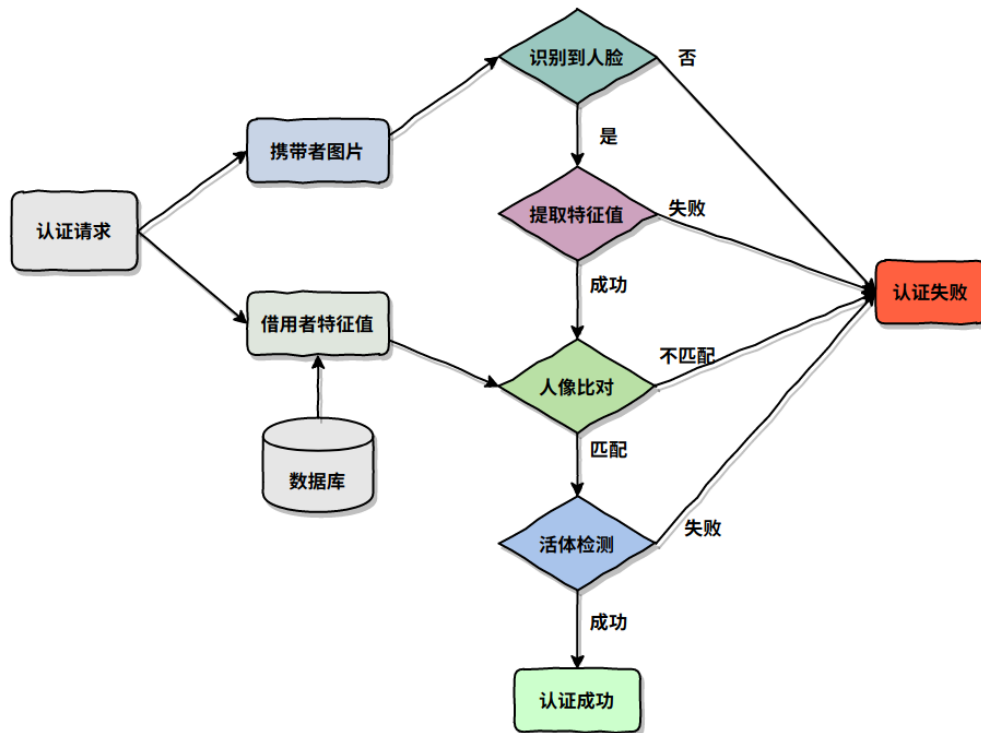 识别到人脸
否
携带者图片
是
认证请求
提取特征值
失败
成功
认证失败
借用者特征值
不匹配
人像比对
匹配
数据库
活体检测
失败
成功
认证成功